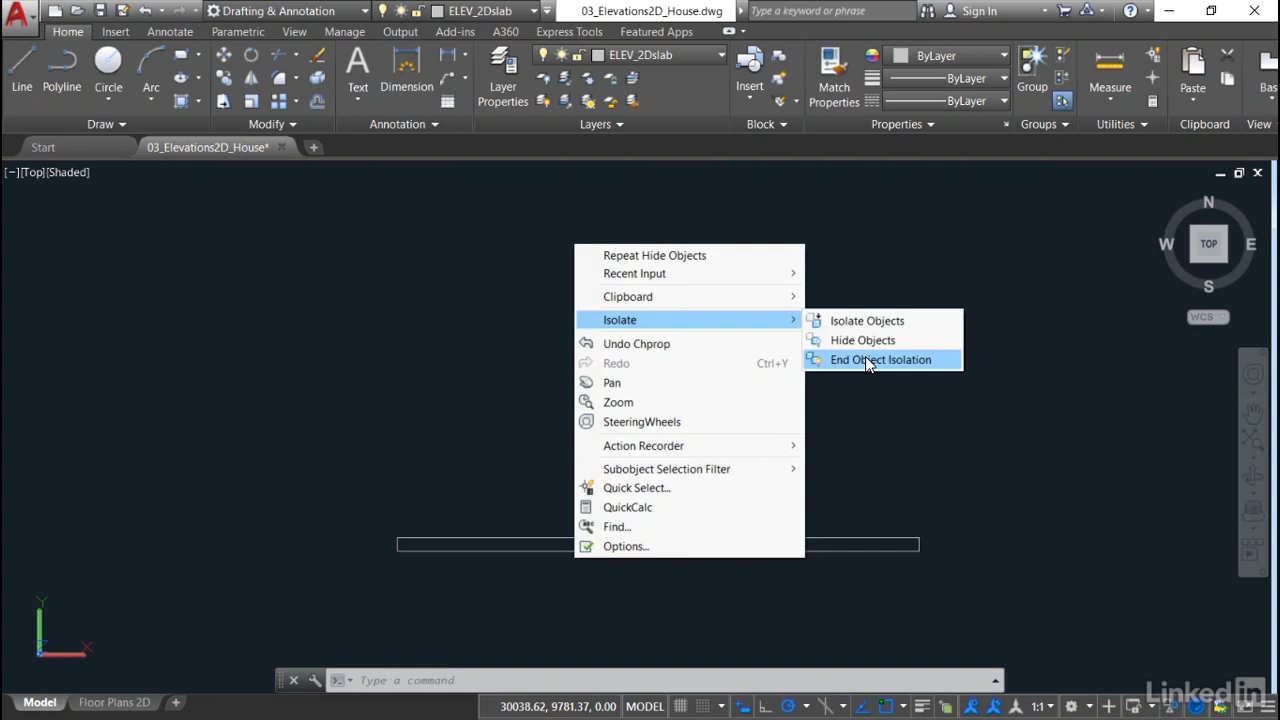 Drafting & Annotation
ELEV_2Dslab
03_Elevations2D_House.dwg
Type a keyword or phrase
Sign In
Home
Insert
Annotate
Parametric
View
Manage
Output
Add-ins
A360
Express Tools
Featured Apps
Line
Polyline
Circle
Arc
Text
Dimension
Layer
Properties
ELEV_2Dslab
Insert
Match
Properties
ByLayer
ByLayer
ByLayer
Group
Measure
Paste
Bas
Draw
Modify
Annotation
Layers
Block
Properties
Groups
Utilities
Clipboard
View
Start
03_Elevations2D_House*
[−][Top][Shaded]
N
W
TOP
E
S
WCS
Repeat Hide Objects
Recent Input
Clipboard
Isolate
Undo Chprop
Redo
Ctrl+Y
Pan
Zoom
SteeringWheels
Action Recorder
Subobject Selection Filter
Quick Select...
QuickCalc
Find...
Options...
Isolate Objects
Hide Objects
End Object Isolation
Y
X
Type a command
Model
Floor Plans 2D
30038.62, 9781.37, 0.00
MODEL
1:1
LinkedIn